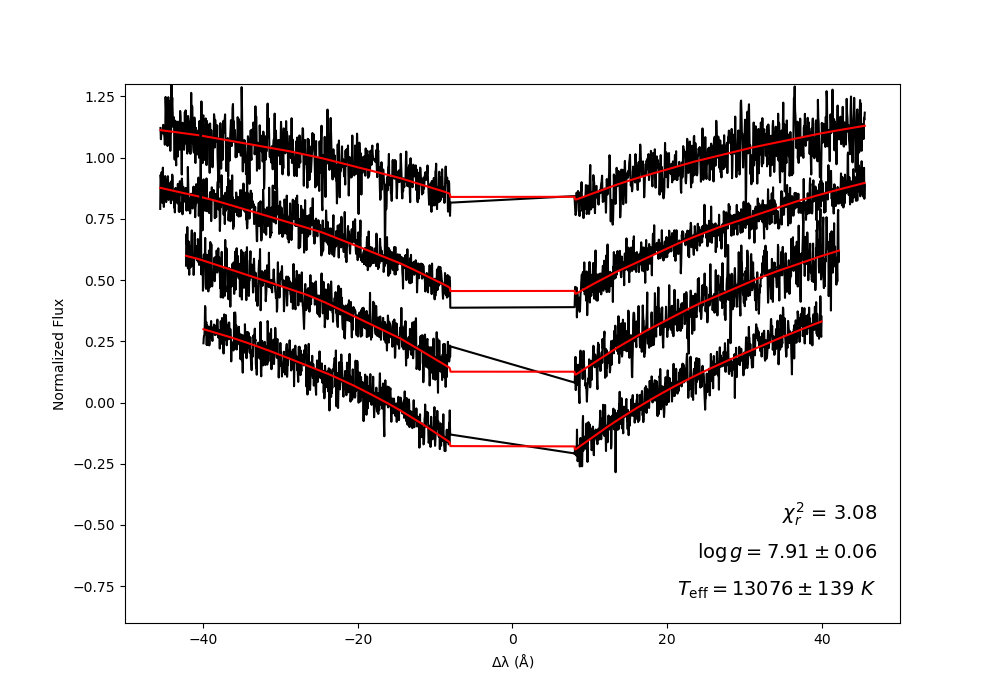 1.25
1.00
0.75
0.50
0.25
0.00
−0.25
−0.50
−0.75
Normalized Flux
χ²ᵣ = 3.08
log g = 7.91 ± 0.06
T_eff = 13076 ± 139 K
−40
−20
0
20
40
Δλ (Å)